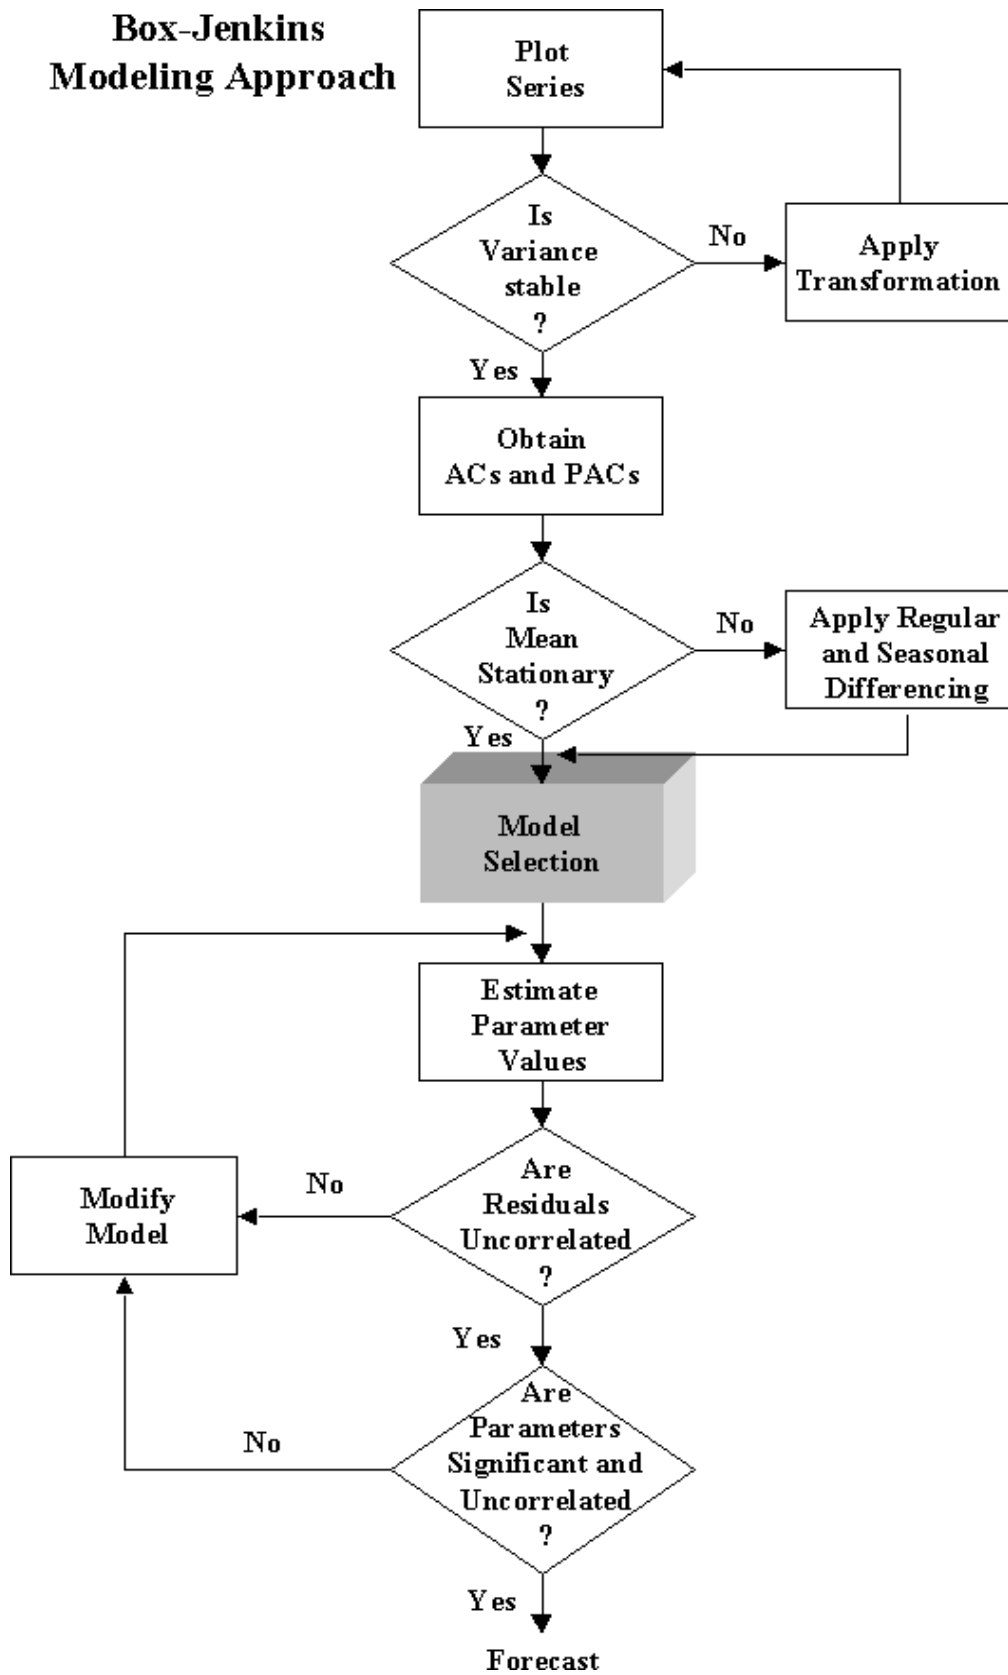 Box-Jenkins
Modeling Approach
Plot
Series
Is
Variance
stable
?
No
Apply
Transformation
Yes
Obtain
ACs and PACs
Is
Mean
Stationary
?
No
Apply Regular
and Seasonal
Differencing
Yes
Model
Selection
Estimate
Parameter
Values
Are
Residuals
Uncorrelated
?
No
Modify
Model
Yes
Are
Parameters
Significant and
Uncorrelated
?
No
Yes
Forecast